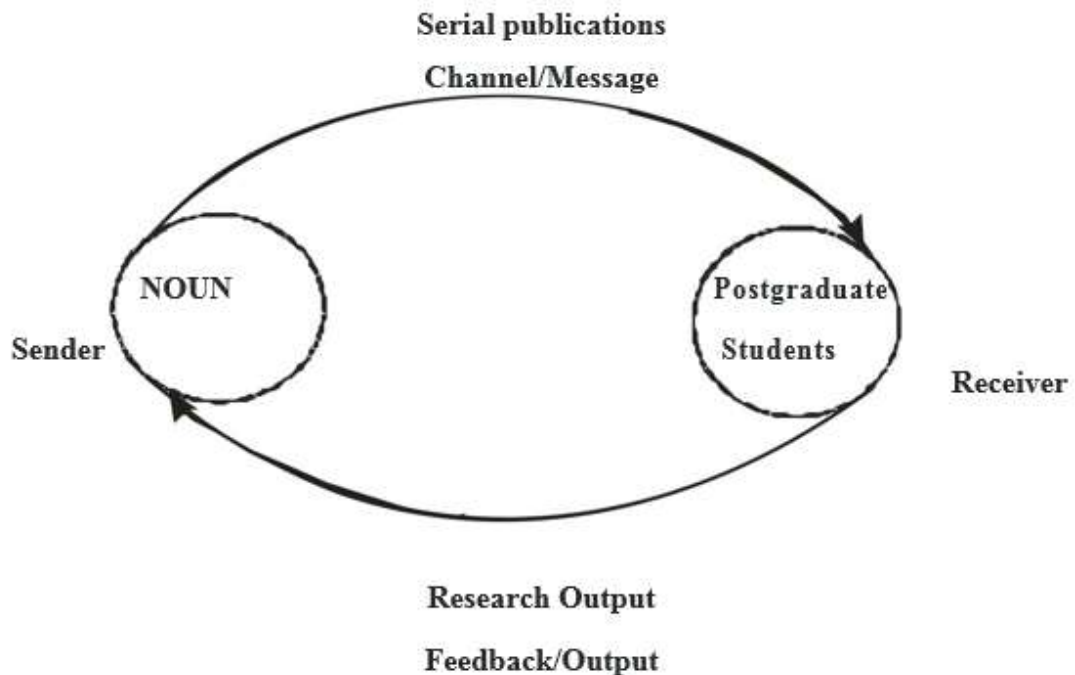 Serial publications
Channel/Message
NOUN
Postgraduate
Students
Sender
Receiver
Research Output
Feedback/Output